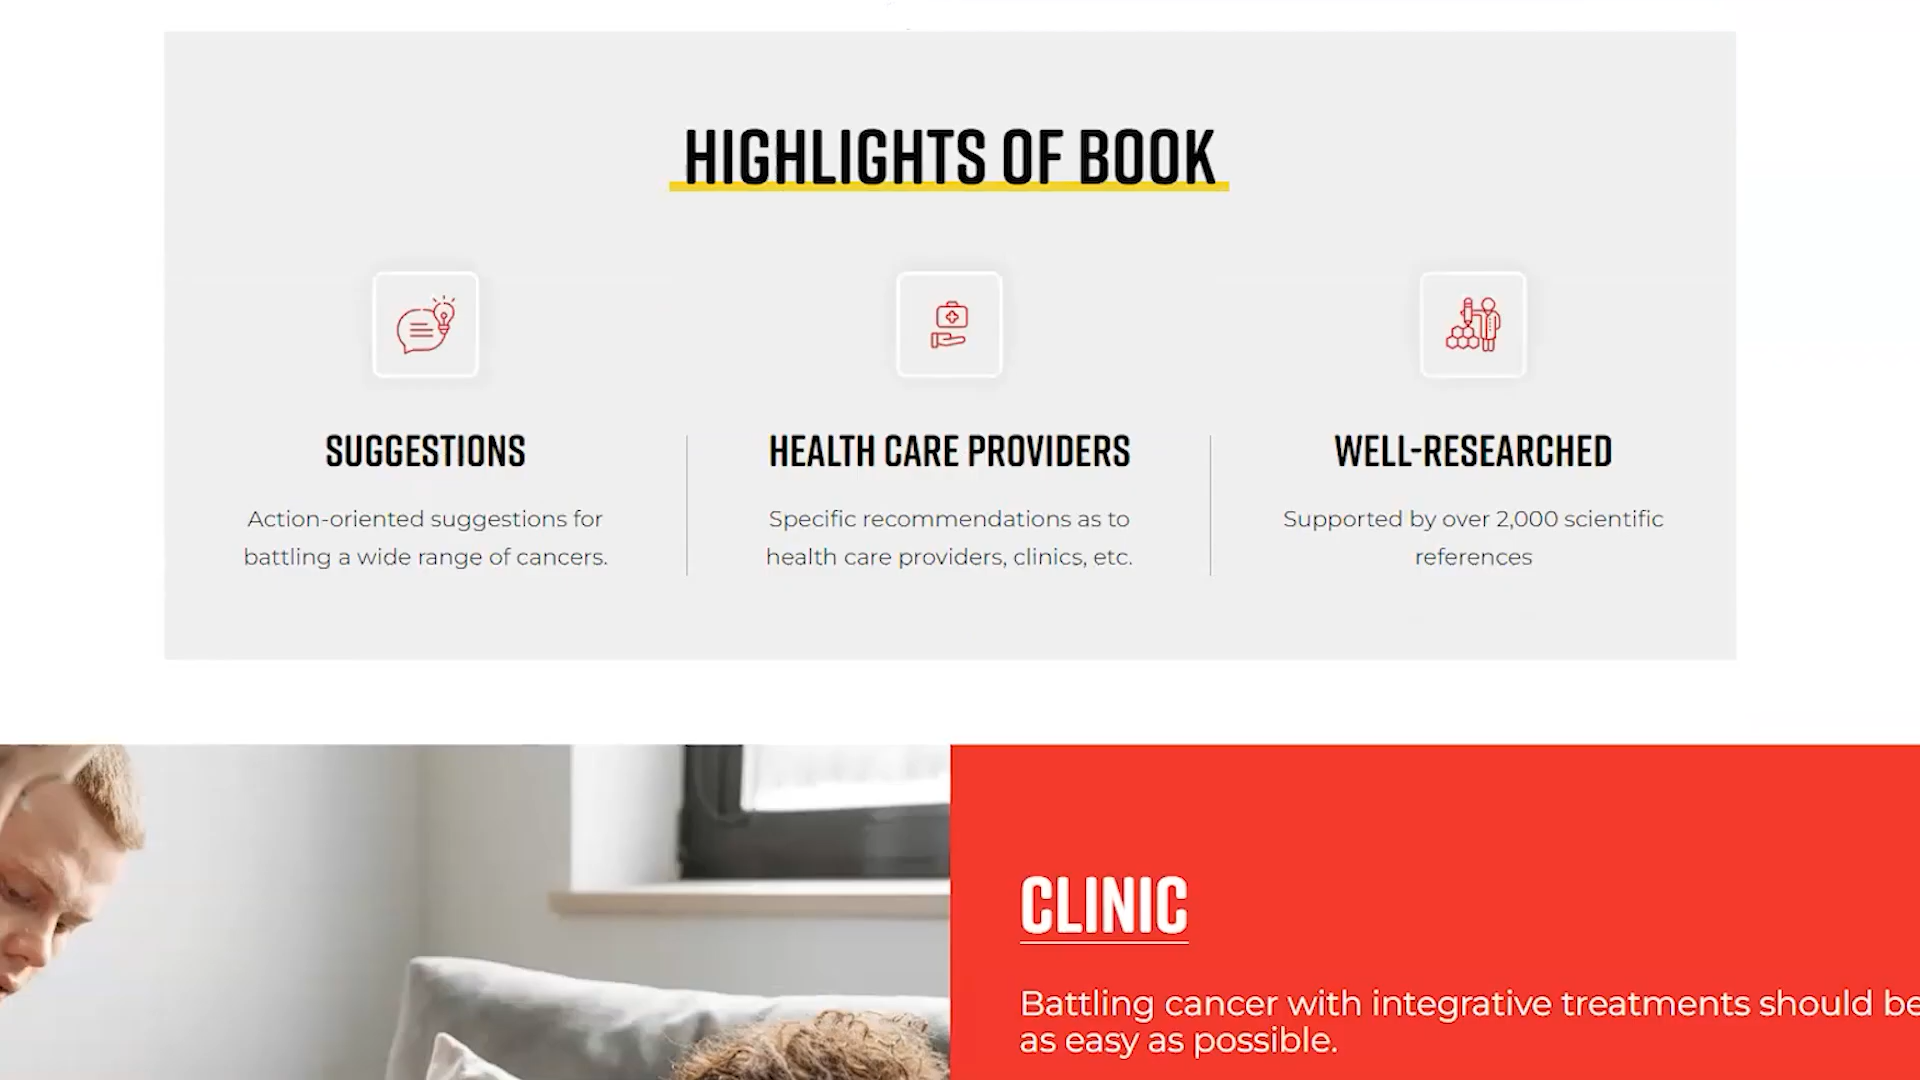 HIGHLIGHTS OF BOOK
SUGGESTIONS
Action-oriented suggestions for
battling a wide range of cancers.
HEALTH CARE PROVIDERS
Specific recommendations as to
health care providers, clinics, etc.
WELL-RESEARCHED
Supported by over 2,000 scientific
references
CLINIC
Battling cancer with integrative treatments should be
as easy as possible.